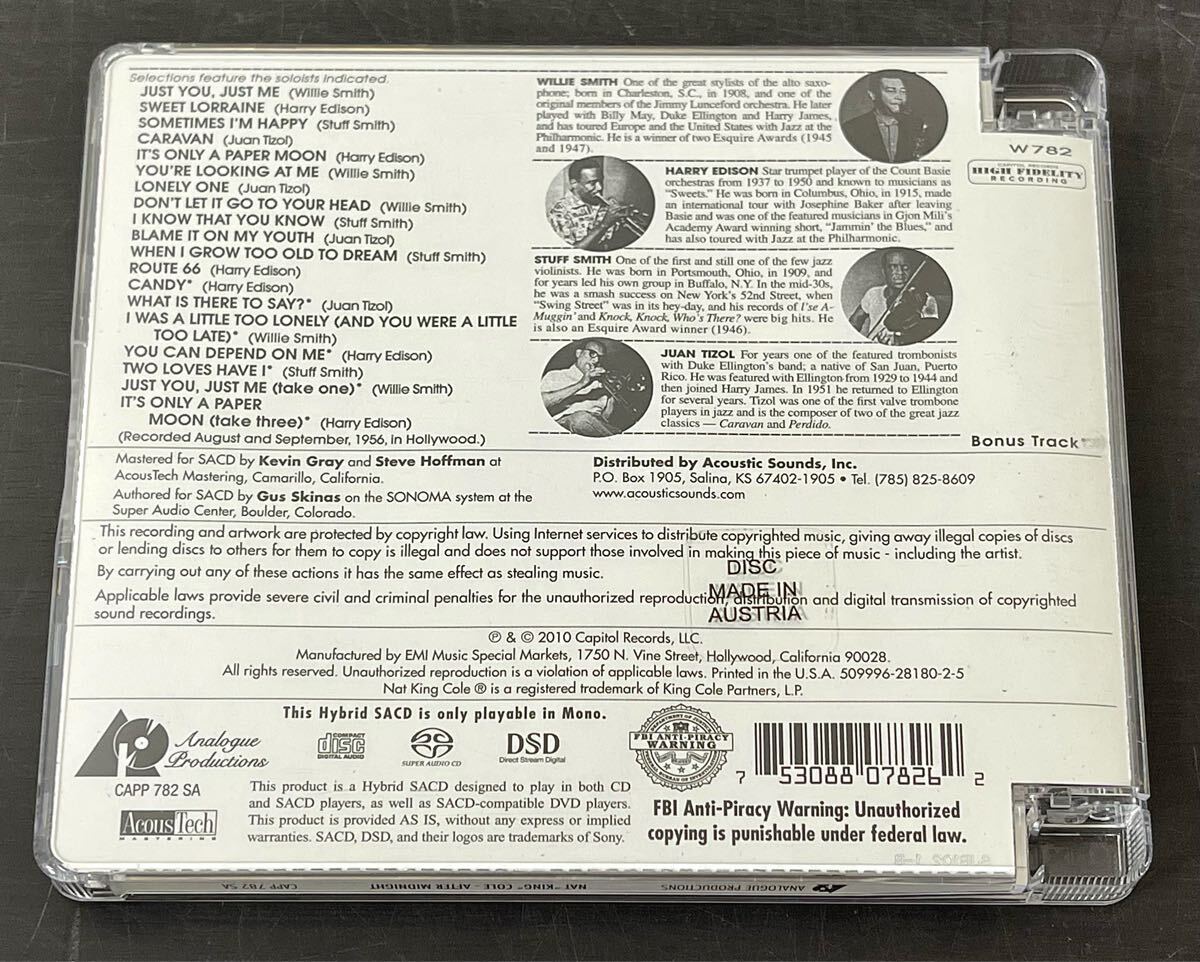 Selections feature the soloists indicated.
JUST YOU, JUST ME (Willie Smith)
SWEET LORRAINE (Harry Edison)
SOMETIMES I'M HAPPY (Stuff Smith)
CARAVAN (Juan Tizol)
IT'S ONLY A PAPER MOON (Harry Edison)
YOU'RE LOOKING AT ME (Willie Smith)
LONELY ONE (Juan Tizol)
DON'T LET IT GO TO YOUR HEAD (Willie Smith)
I KNOW THAT YOU KNOW (Stuff Smith)
BLAME IT ON MY YOUTH (Juan Tizol)
WHEN I GROW TOO OLD TO DREAM (Stuff Smith)
ROUTE 66 (Harry Edison)
CANDY* (Harry Edison)
WHAT IS THERE TO SAY?* (Juan Tizol)
I WAS A LITTLE TOO LONELY (AND YOU WERE A LITTLE
TOO LATE)* (Willie Smith)
YOU CAN DEPEND ON ME* (Harry Edison)
TWO LOVES HAVE I* (Stuff Smith)
JUST YOU, JUST ME (take one)* (Willie Smith)
IT'S ONLY A PAPER
MOON (take three)* (Harry Edison)
(Recorded August and September, 1956, in Hollywood.)
WILLIE SMITH One of the great stylists of the alto saxo-
phone; born in Charleston, S.C., in 1908, and one of the
original members of the Jimmy Lunceford orchestra. He later
played with Billy May, Duke Ellington and Harry James,
and has toured Europe and the United States with Jazz at the
Philharmonic. He is a winner of two Esquire Awards (1945
and 1947).
HARRY EDISON Star trumpet player of the Count Basie
orchestras from 1937 to 1950 and known to musicians as
"Sweets." He was born in Columbus, Ohio, in 1915, made
an international tour with Josephine Baker after leaving
Basie and was one of the featured musicians in Gjon Mili's
Academy Award winning short, "Jammin' the Blues," and
has also toured with Jazz at the Philharmonic.
STUFF SMITH One of the first and still one of the few jazz
violinists. He was born in Portsmouth, Ohio, in 1909, and
for years led his own group in Buffalo, N.Y. In the mid-30s,
he was a smash success on New York's 52nd Street, when
"Swing Street" was in its hey-day, and his records of I'se A-
Muggin' and Knock, Knock, Who's There? were big hits. He
is also an Esquire Award winner (1946).
JUAN TIZOL For years one of the featured trombonists
with Duke Ellington's band; a native of San Juan, Puerto
Rico. He was featured with Ellington from 1929 to 1944 and
then joined Harry James. In 1951 he returned to Ellington
for several years. Tizol was one of the first valve trombone
players in jazz and is the composer of two of the great jazz
classics — Caravan and Perdido.
W782
CAPITOL RECORDS
HIGH FIDELITY
RECORDING
Bonus Track*
Mastered for SACD by Kevin Gray and Steve Hoffman at
AcousTech Mastering, Camarillo, California.
Authored for SACD by Gus Skinas on the SONOMA system at the
Super Audio Center, Boulder, Colorado.
Distributed by Acoustic Sounds, Inc.
P.O. Box 1905, Salina, KS 67402-1905 • Tel. (785) 825-8609
www.acousticsounds.com
This recording and artwork are protected by copyright law. Using Internet services to distribute copyrighted music, giving away illegal copies of discs
or lending discs to others for them to copy is illegal and does not support those involved in making this piece of music - including the artist.
By carrying out any of these actions it has the same effect as stealing music.
Applicable laws provide severe civil and criminal penalties for the unauthorized reproduction, distribution and digital transmission of copyrighted
sound recordings.
DISC
MADE IN
AUSTRIA
℗ & © 2010 Capitol Records, LLC.
Manufactured by EMI Music Special Markets, 1750 N. Vine Street, Hollywood, California 90028.
All rights reserved. Unauthorized reproduction is a violation of applicable laws. Printed in the U.S.A. 509996-28180-2-5
Nat King Cole ® is a registered trademark of King Cole Partners, L.P.
This Hybrid SACD is only playable in Mono.
Analogue
Productions
CAPP 782 SA
AcousTech
MASTERING
COMPACT
disc
DIGITAL AUDIO
SUPER AUDIO CD
DSD
Direct Stream Digital
This product is a Hybrid SACD designed to play in both CD
and SACD players, as well as SACD-compatible DVD players.
This product is provided AS IS, without any express or implied
warranties. SACD, DSD, and their logos are trademarks of Sony.
FBI ANTI-PIRACY
WARNING
7 53088 07826 2
FBI Anti-Piracy Warning: Unauthorized
copying is punishable under federal law.
ANALOGUE PRODUCTIONS NAT "KING" COLE - AFTER MIDNIGHT CAPP 782 SA